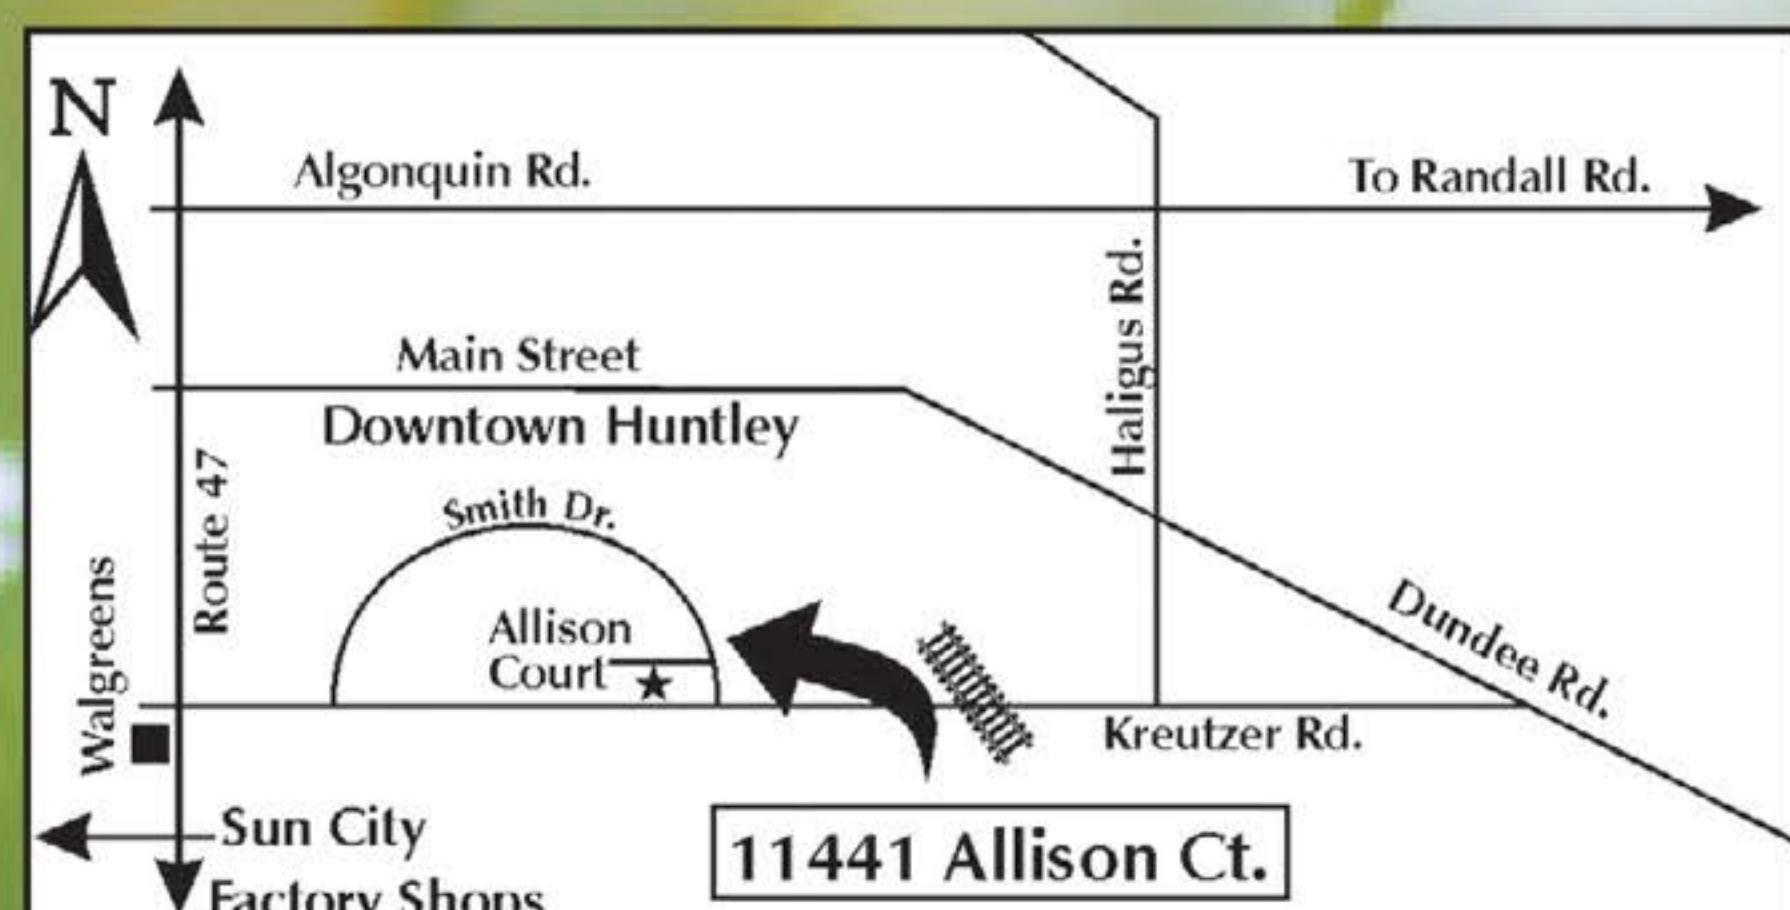 N
Algonquin Rd.
To Randall Rd.
Haligus Rd.
Main Street
Downtown Huntley
Route 47
Smith Dr.
Walgreens
Allison
Court
Dundee Rd.
Kreutzer Rd.
Sun City
11441 Allison Ct.
Factory Shops